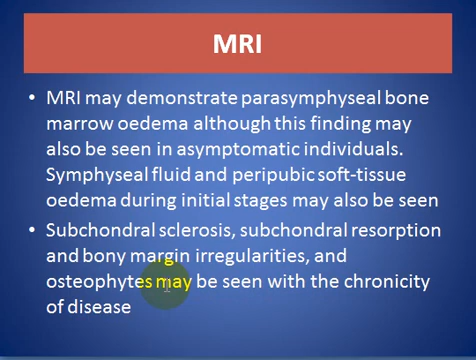 MRI
• MRI may demonstrate parasymphyseal bone
marrow oedema although this finding may
also be seen in asymptomatic individuals.
Symphyseal fluid and peripubic soft-tissue
oedema during initial stages may also be seen
• Subchondral sclerosis, subchondral resorption
and bony margin irregularities, and
osteophytes may be seen with the chronicity
of disease